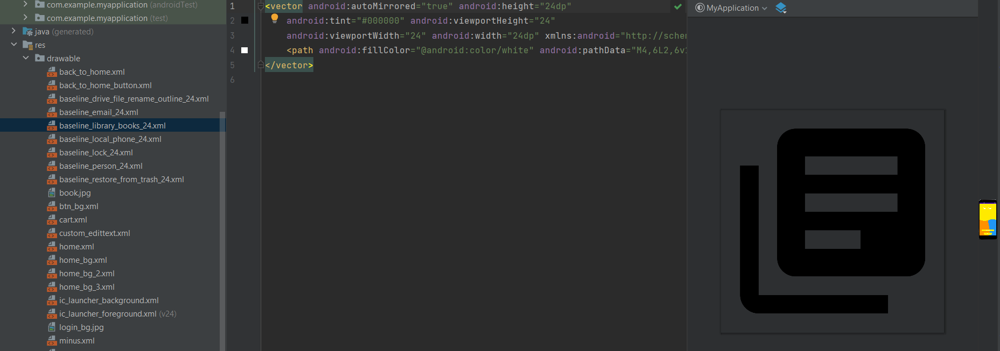 com.example.myapplication (androidTest)
com.example.myapplication (test)
java (generated)
res
drawable
back_to_home.xml
back_to_home_button.xml
baseline_drive_file_rename_outline_24.xml
baseline_email_24.xml
baseline_library_books_24.xml
baseline_local_phone_24.xml
baseline_lock_24.xml
baseline_person_24.xml
baseline_restore_from_trash_24.xml
book.jpg
btn_bg.xml
cart.xml
custom_edittext.xml
home.xml
home_bg.xml
home_bg_2.xml
home_bg_3.xml
ic_launcher_background.xml
ic_launcher_foreground.xml (v24)
login_bg.jpg
minus.xml
1 <vector android:autoMirrored="true" android:height="24dp"
2 android:tint="#000000" android:viewportHeight="24"
3 android:viewportWidth="24" android:width="24dp" xmlns:android="http://schem
4 <path android:fillColor="@android:color/white" android:pathData="M4,6L2,6v1
5 </vector>
6
MyApplication